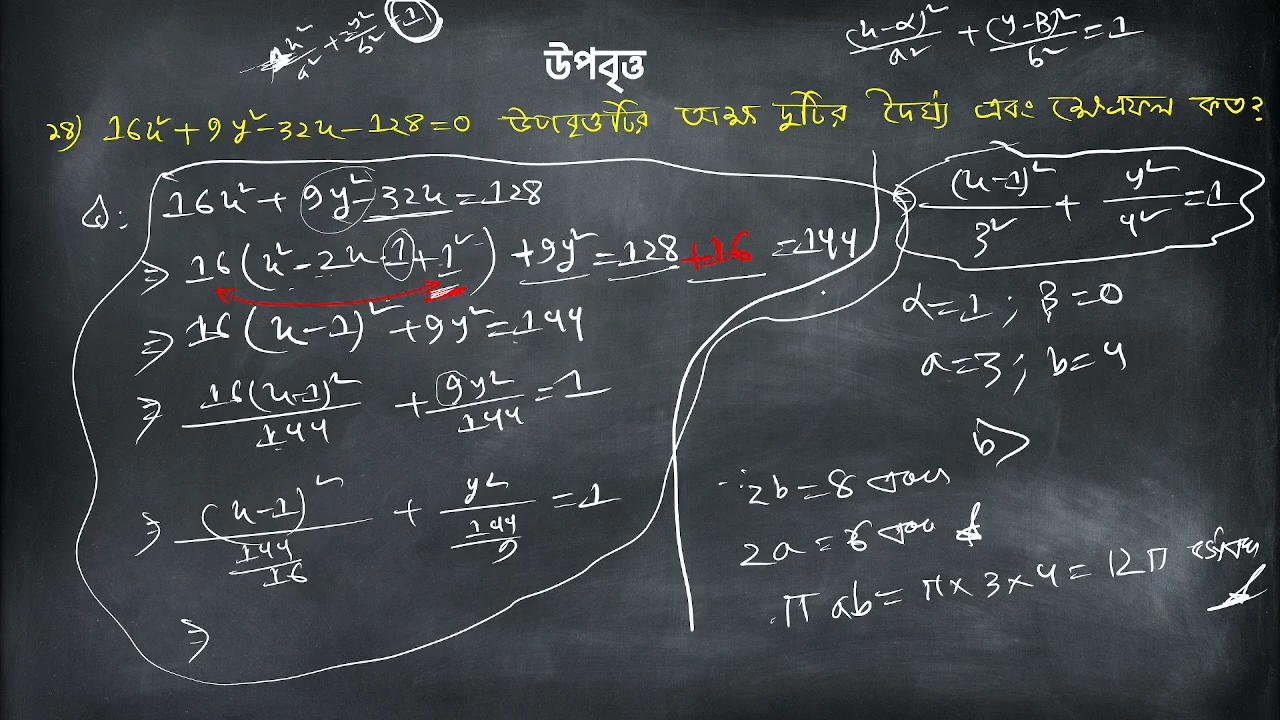 x²/a² + y²/b² = 1
(x-α)²/a² + (y-β)²/b² = 1
উপবৃত্ত
২৪) 16x² + 9y² - 32x - 128 = 0 উপবৃত্তটির অক্ষ দুটির দৈর্ঘ্য এবং ক্ষেত্রফল কত?
16x² + 9y² - 32x = 128
⇒ 16(x² - 2x·1 + 1²) + 9y² = 128 + 16 = 144
⇒ 16(x-1)² + 9y² = 144
⇒ 16(x-1)²/144 + 9y²/144 = 1
⇒ (x-1)²/(144/16) + y²/(144/9) = 1
⇒
(x-1)²/3² + y²/4² = 1
α = 1 ; β = 0
a = 3 ; b = 4
b >
∴ 2b = 8 একক
2a = 6 একক
π ab = π × 3 × 4 = 12π